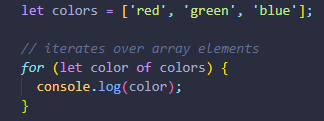 let colors = ['red', 'green', 'blue'];
// iterates over array elements
for (let color of colors) {
  console.log(color);
}